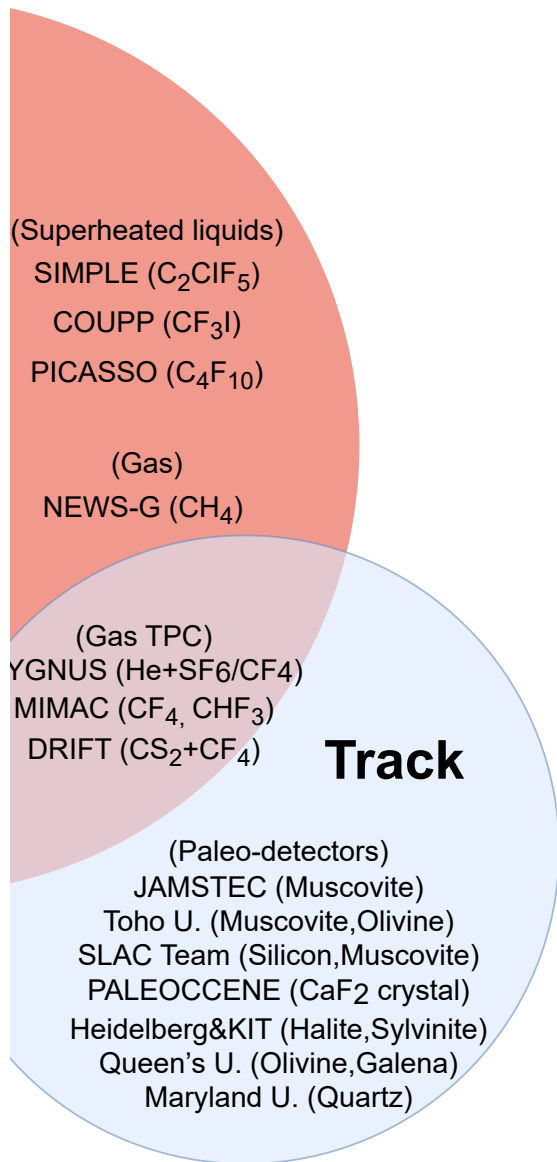 (Superheated liquids)
SIMPLE (C₂ClF₅)
COUPP (CF₃I)
PICASSO (C₄F₁₀)
(Gas)
NEWS-G (CH₄)
(Gas TPC)
YGNUS (He+SF6/CF4)
MIMAC (CF₄, CHF₃)
DRIFT (CS₂+CF₄)
Track
(Paleo-detectors)
JAMSTEC (Muscovite)
Toho U. (Muscovite,Olivine)
SLAC Team (Silicon,Muscovite)
PALEOCCENE (CaF₂ crystal)
Heidelberg&KIT (Halite,Sylvinite)
Queen's U. (Olivine,Galena)
Maryland U. (Quartz)